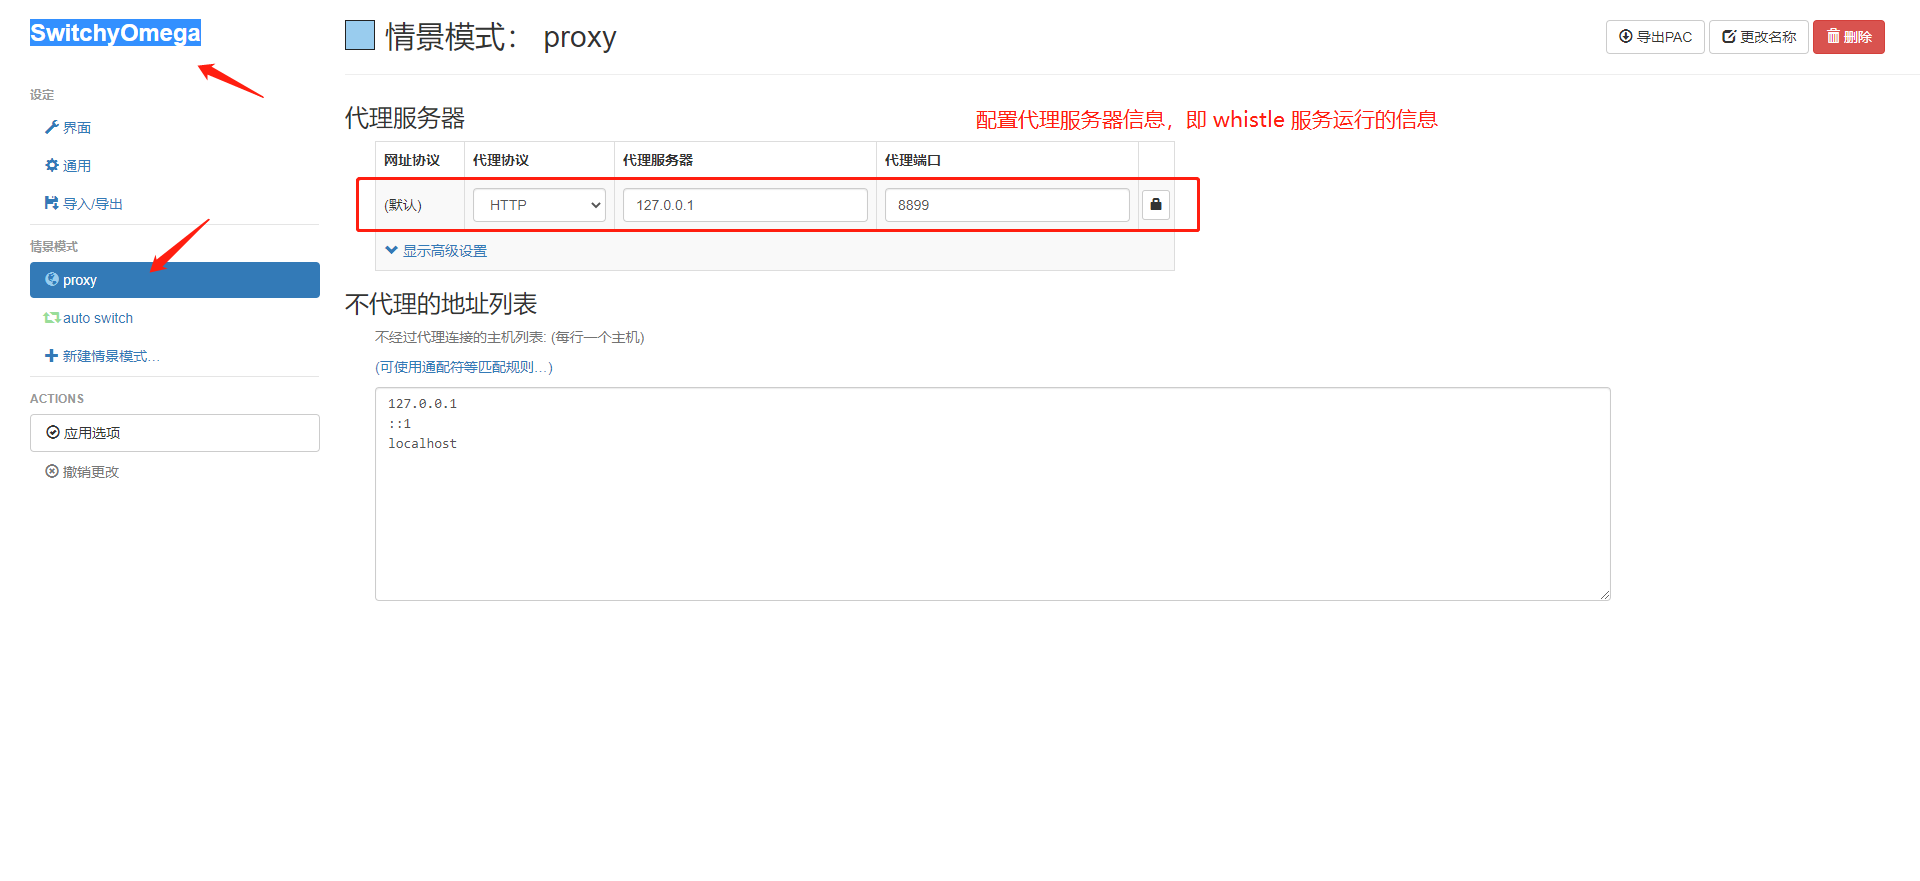 SwitchyOmega
设定
界面
通用
导入/导出
情景模式
proxy
auto switch
新建情景模式…
ACTIONS
应用选项
撤销更改
情景模式： proxy
导出PAC
更改名称
删除
代理服务器
配置代理服务器信息，即 whistle 服务运行的信息
网址协议 代理协议 代理服务器 代理端口
(默认) HTTP 127.0.0.1 8899
显示高级设置
不代理的地址列表
不经过代理连接的主机列表: (每行一个主机)
(可使用通配符等匹配规则…)
127.0.0.1
::1
localhost